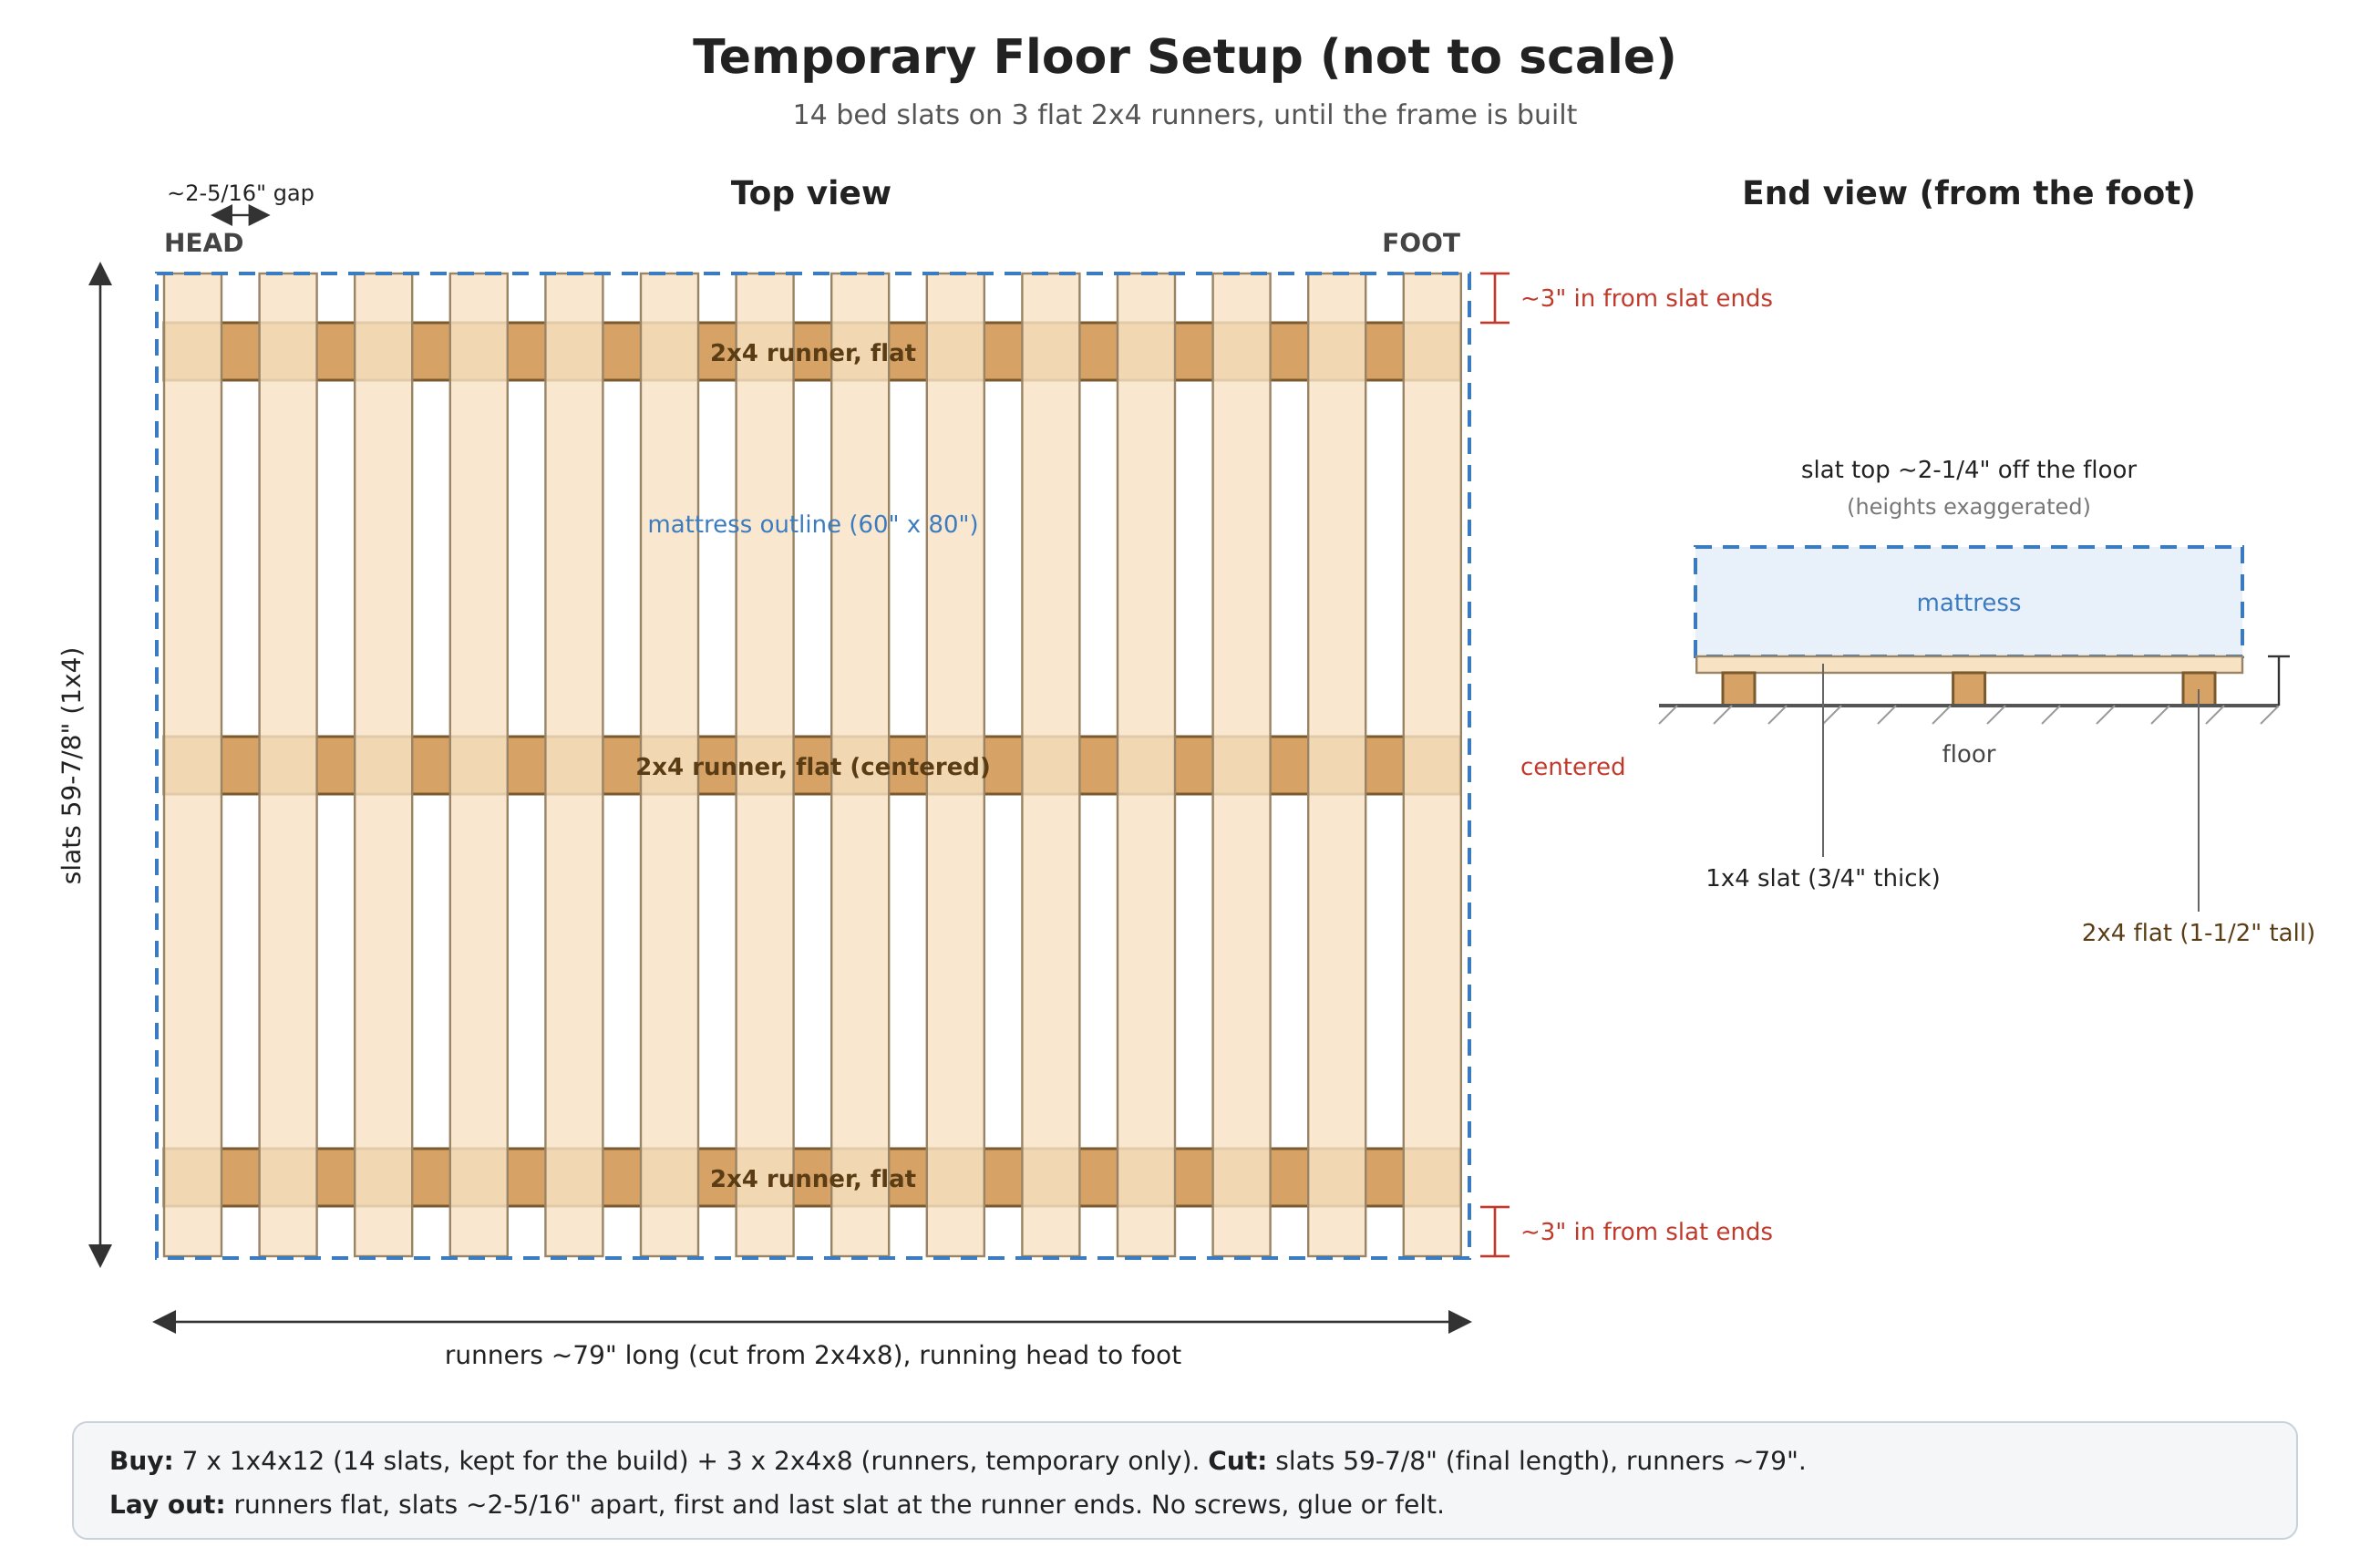 Temporary Floor Setup (not to scale)
14 bed slats on 3 flat 2x4 runners, until the frame is built
Top view
End view (from the foot)
~2-5/16" gap
HEAD
FOOT
~3" in from slat ends
2x4 runner, flat
mattress outline (60" x 80")
slat top ~2-1/4" off the floor
(heights exaggerated)
mattress
slats 59-7/8" (1x4)
2x4 runner, flat (centered)
centered
floor
1x4 slat (3/4" thick)
2x4 flat (1-1/2" tall)
2x4 runner, flat
~3" in from slat ends
runners ~79" long (cut from 2x4x8), running head to foot
Buy: 7 x 1x4x12 (14 slats, kept for the build) + 3 x 2x4x8 (runners, temporary only). Cut: slats 59-7/8" (final length), runners ~79".
Lay out: runners flat, slats ~2-5/16" apart, first and last slat at the runner ends. No screws, glue or felt.